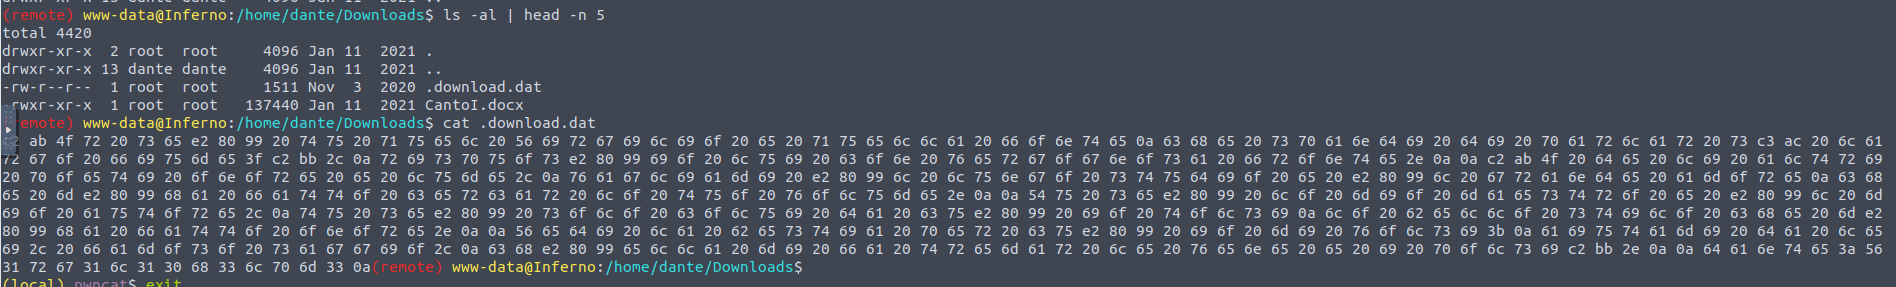 (remote) www-data@Inferno:/home/dante/Downloads$ ls -al | head -n 5
total 4420
drwxr-xr-x  2 root  root     4096 Jan 11  2021 .
drwxr-xr-x 13 dante dante    4096 Jan 11  2021 ..
-rw-r--r--  1 root  root     1511 Nov  3  2020 .download.dat
rwxr-xr-x  1 root  root   137440 Jan 11  2021 CantoI.docx
remote) www-data@Inferno:/home/dante/Downloads$ cat .download.dat
ab 4f 72 20 73 65 e2 80 99 20 74 75 20 71 75 65 6c 20 56 69 72 67 69 6c 69 6f 20 65 20 71 75 65 6c 6c 61 20 66 6f 6e 74 65 0a 63 68 65 20 73 70 61 6e 64 69 20 64 69 20 70 61 72 6c 61 72 20 73 c3 ac 20 6c 61
72 67 6f 20 66 69 75 6d 65 3f c2 bb 2c 0a 72 69 73 70 75 6f 73 e2 80 99 69 6f 20 6c 75 69 20 63 6f 6e 20 76 65 72 67 6f 67 6e 6f 73 61 20 66 72 6f 6e 74 65 2e 0a 0a c2 ab 4f 20 64 65 20 6c 69 20 61 6c 74 72 69
20 70 6f 65 74 69 20 6f 6e 6f 72 65 20 65 20 6c 75 6d 65 2c 0a 76 61 67 6c 69 61 6d 69 20 e2 80 99 6c 20 6c 75 6e 67 6f 20 73 74 75 64 69 6f 20 65 20 e2 80 99 6c 20 67 72 61 6e 64 65 20 61 6d 6f 72 65 0a 63 68
65 20 6d e2 80 99 68 61 20 66 61 74 74 6f 20 63 65 72 63 61 72 20 6c 6f 20 74 75 6f 20 76 6f 6c 75 6d 65 2e 0a 0a 54 75 20 73 65 e2 80 99 20 6c 6f 20 6d 69 6f 20 6d 61 65 73 74 72 6f 20 65 20 e2 80 99 6c 20 6d
69 6f 20 61 75 74 6f 72 65 2c 0a 74 75 20 73 65 e2 80 99 20 73 6f 6c 6f 20 63 6f 6c 75 69 20 64 61 20 63 75 e2 80 99 20 69 6f 20 74 6f 6c 73 69 0a 6c 6f 20 62 65 6c 6c 6f 20 73 74 69 6c 6f 20 63 68 65 20 6d e2
80 99 68 61 20 66 61 74 74 6f 20 6f 6e 6f 72 65 2e 0a 0a 56 65 64 69 20 6c 61 20 62 65 73 74 69 61 20 70 65 72 20 63 75 e2 80 99 20 69 6f 20 6d 69 20 76 6f 6c 73 69 3b 0a 61 69 75 74 61 6d 69 20 64 61 20 6c 65
69 2c 20 66 61 6d 6f 73 6f 20 73 61 67 67 69 6f 2c 0a 63 68 e2 80 99 65 6c 6c 61 20 6d 69 20 66 61 20 74 72 65 6d 61 72 20 6c 65 20 76 65 6e 65 20 65 20 69 20 70 6f 6c 73 69 c2 bb 2e 0a 0a 64 61 6e 74 65 3a 56
31 72 67 31 6c 31 30 68 33 6c 70 6d 33 0a(remote) www-data@Inferno:/home/dante/Downloads$
(local) pwncat$ exit